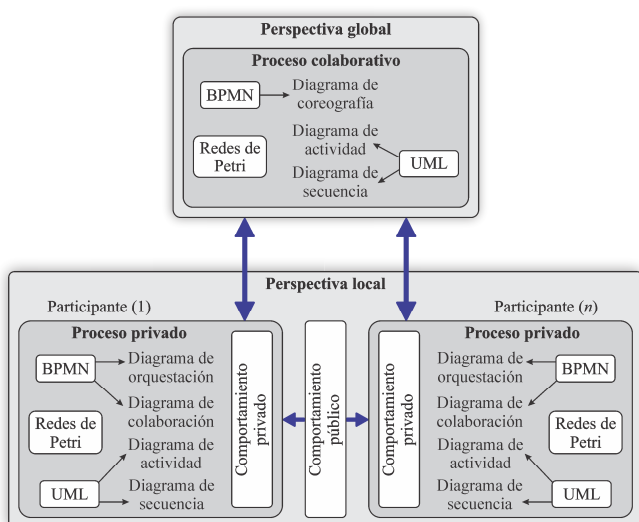 Perspectiva global
Proceso colaborativo
BPMN
Diagrama de
coreografía
Redes de
Petri
Diagrama de
actividad
Diagrama de
secuencia
UML
Perspectiva local
Participante (1)
Proceso privado
BPMN
Diagrama de
orquestación
Diagrama de
colaboración
Redes de
Petri
Diagrama de
actividad
UML
Diagrama de
secuencia
Comportamiento
privado
Comportamiento
público
Participante (n)
Proceso privado
Comportamiento
privado
Diagrama de
orquestación
BPMN
Diagrama de
colaboración
Redes de
Petri
Diagrama de
actividad
Diagrama de
secuencia
UML